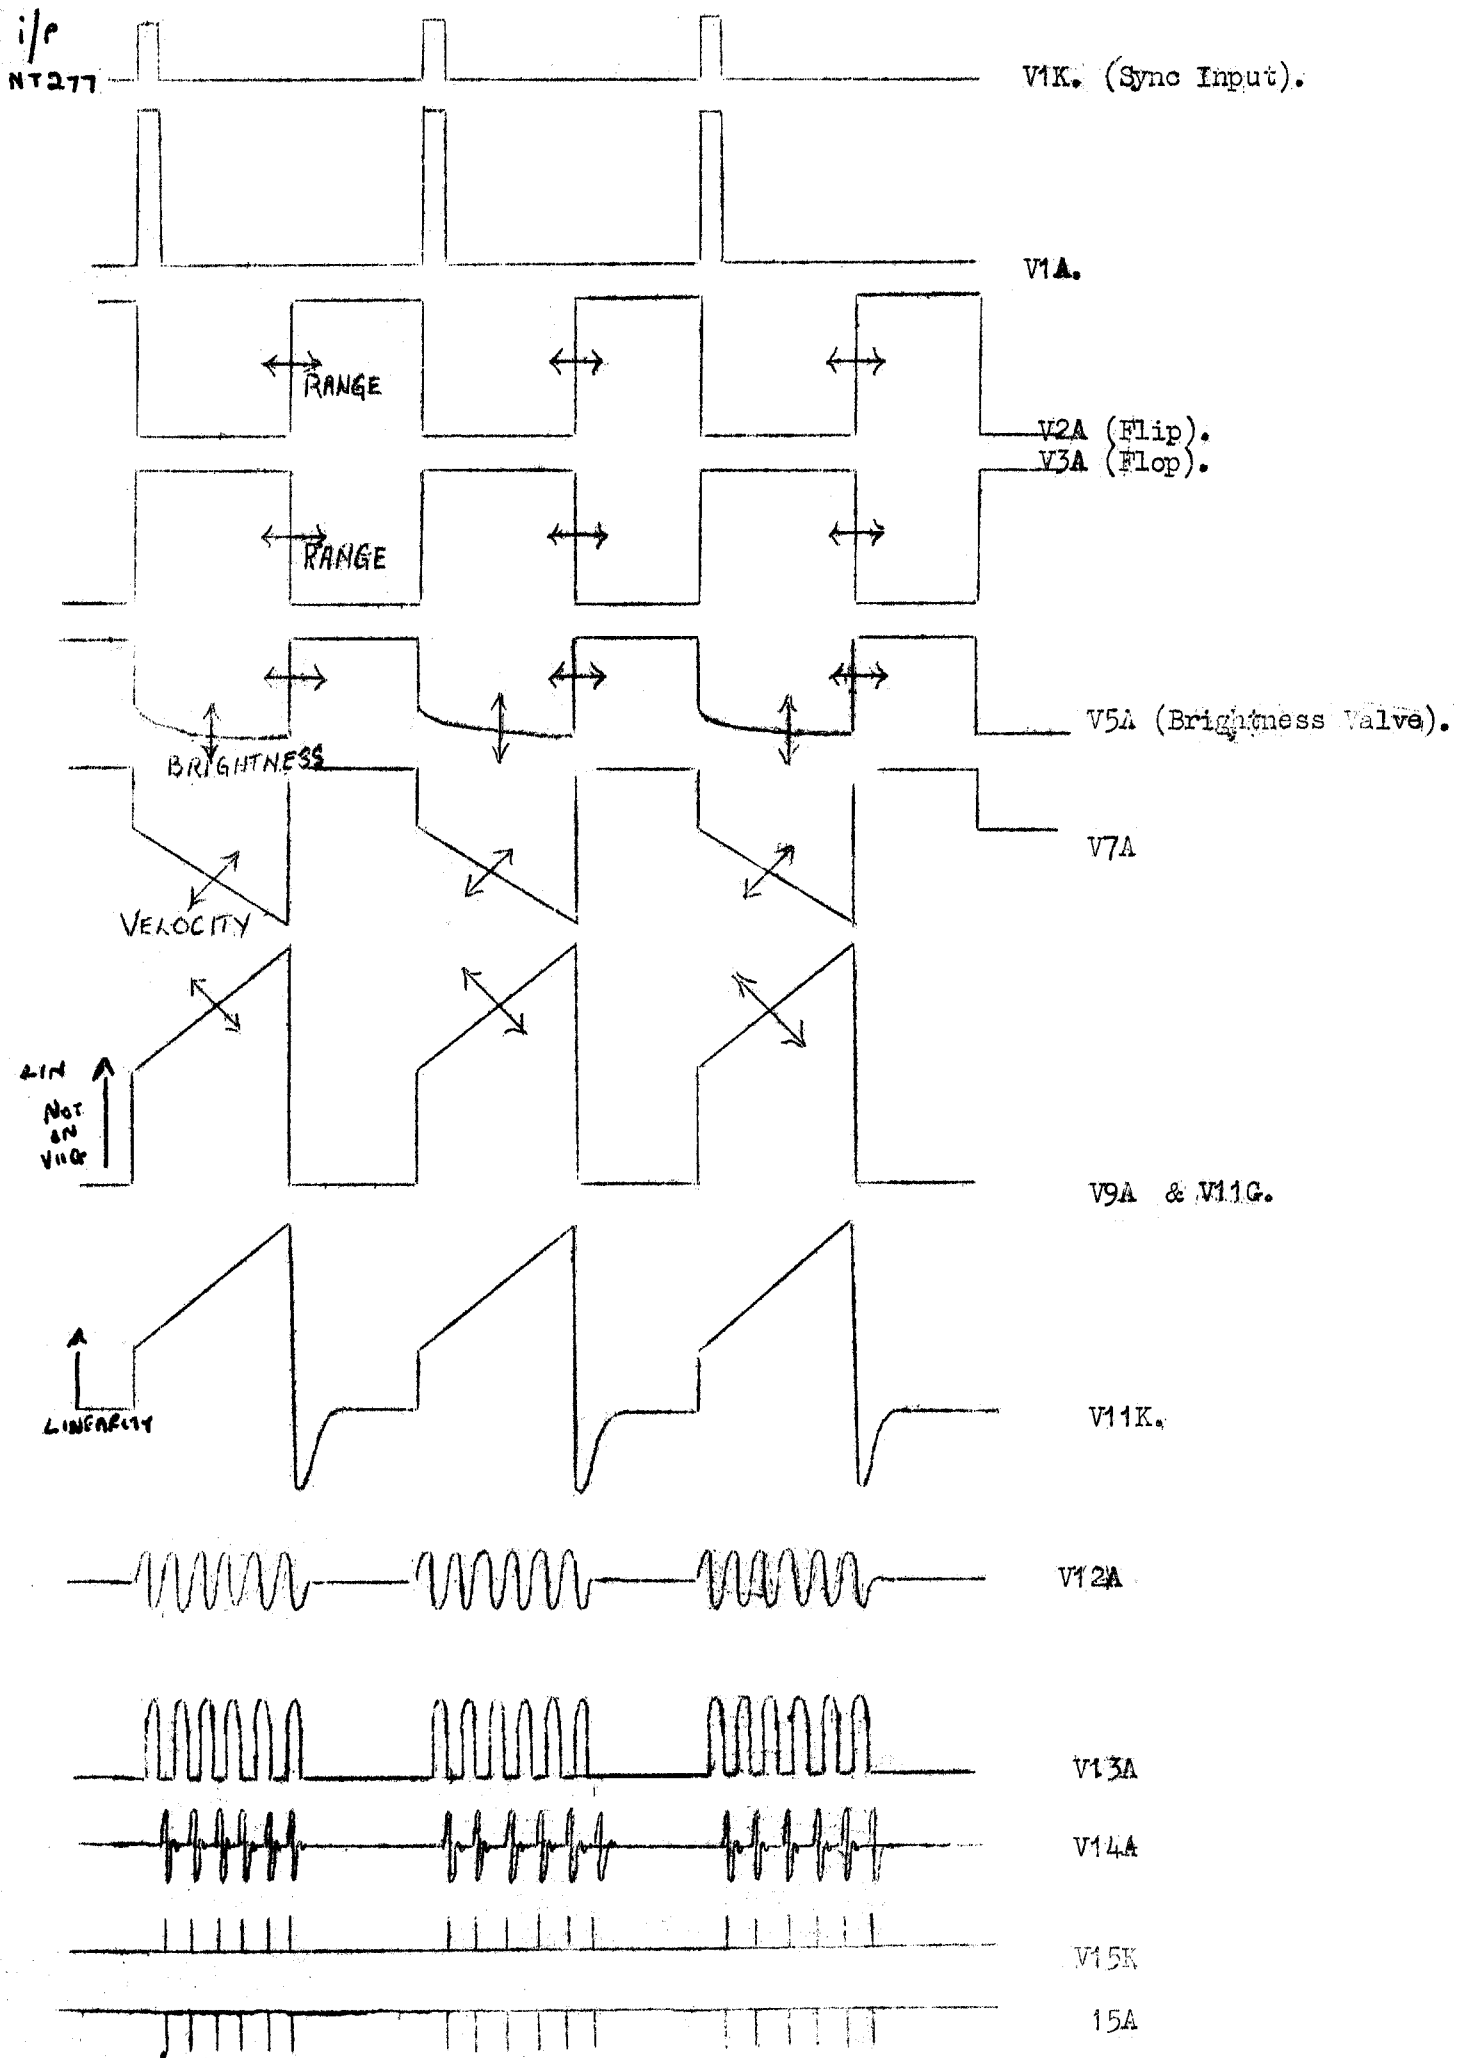 i/p
NT277
V1K. (Sync Input).
V1A.
RANGE
V2A (Flip).
V3A (Flop).
RANGE
V5A (Brightness Valve).
BRIGHTNESS
V7A
VELOCITY
LIN
NOT
ON
V11G
V9A & V11G.
LINEARITY
V11K.
V12A
V13A
V14A
V15K
15A